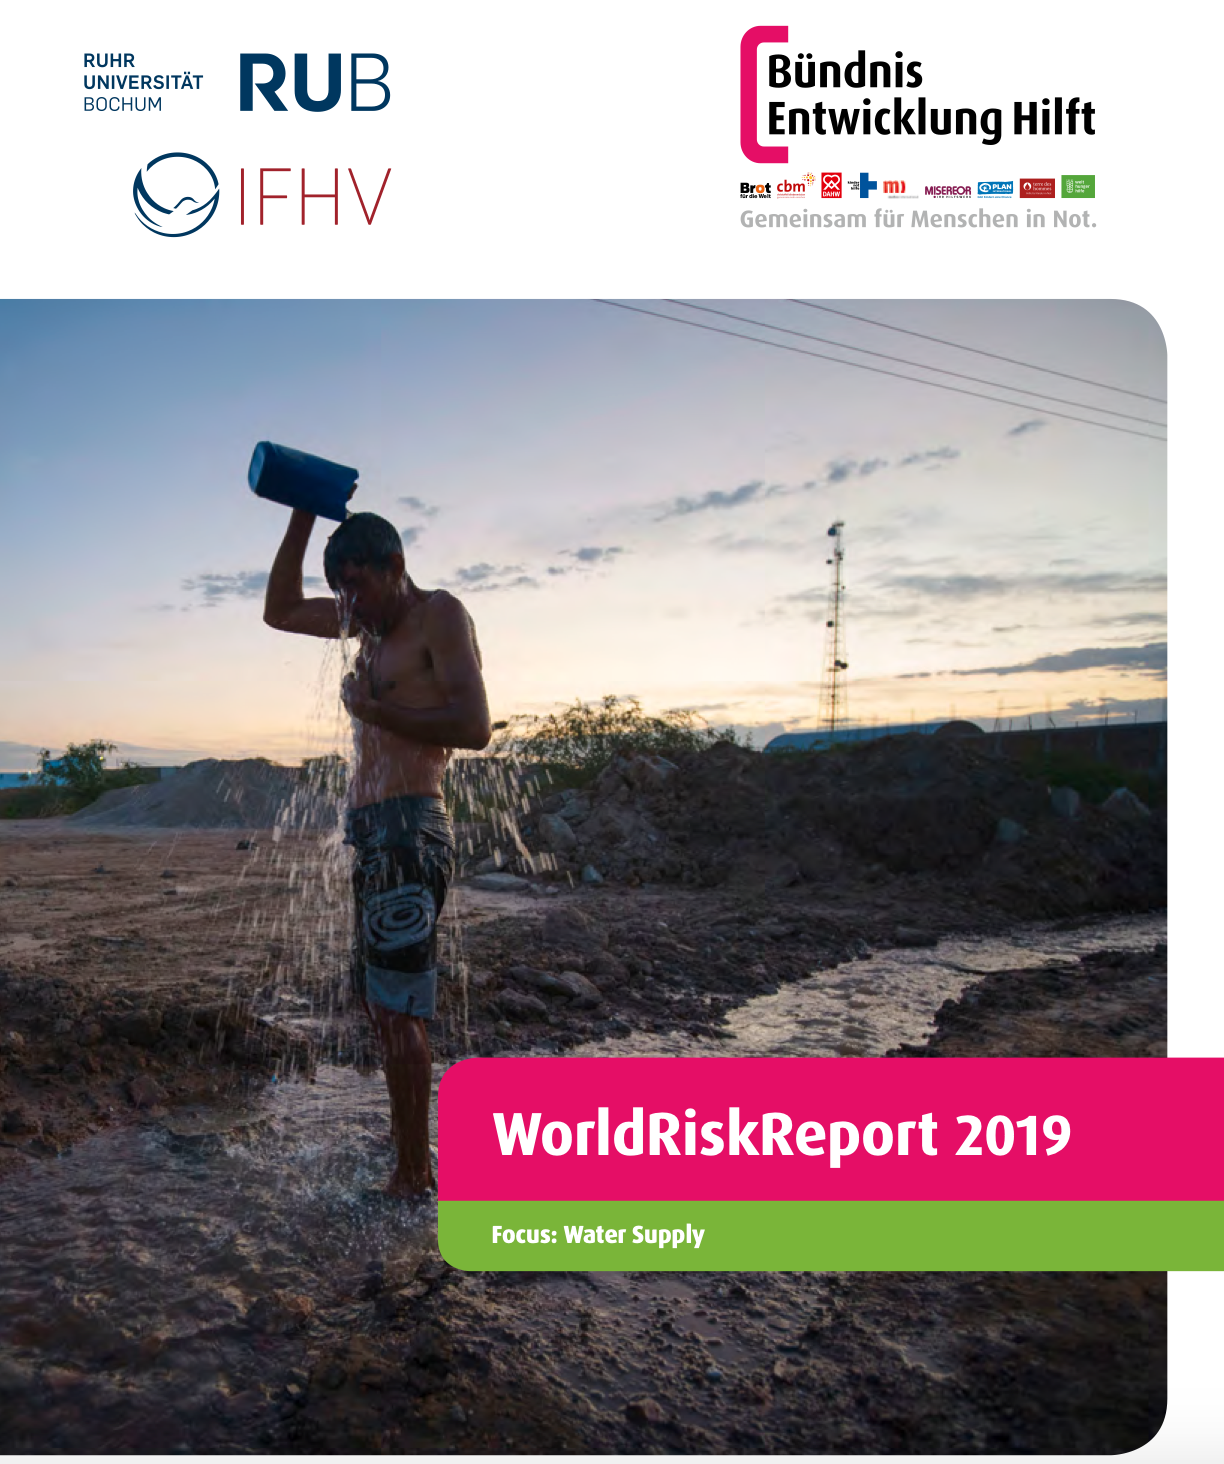 RUHR
UNIVERSITÄT
BOCHUM
RUB
IFHV
Bündnis
Entwicklung Hilft
Brot
für die Welt
cbm
DAHW
MISEREOR
PLAN
Gemeinsam für Menschen in Not.
WorldRiskReport 2019
Focus: Water Supply